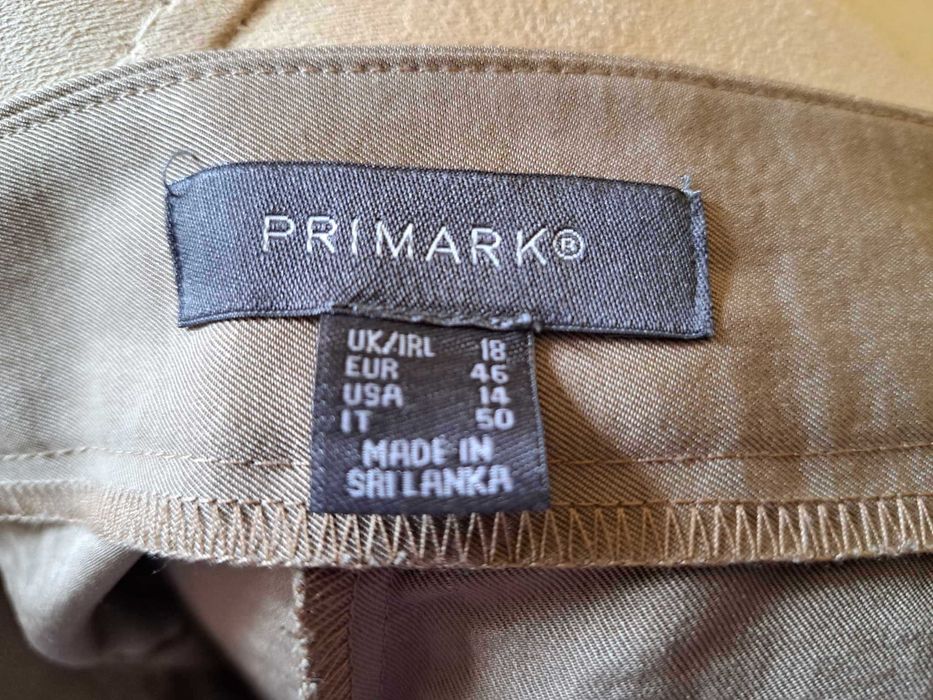 PRIMARK®
UK/IRL 18
EUR 46
USA 14
IT 50
MADE IN
SRI LANKA